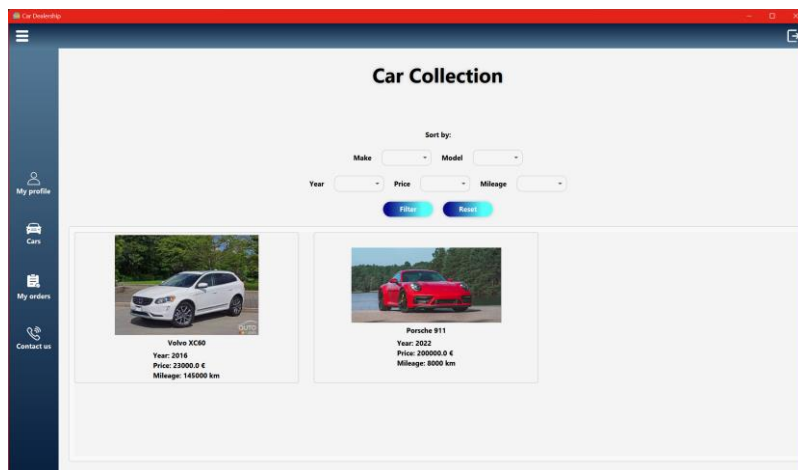 Car Dealership
Car Collection
Sort by:
Make Model
Year Price Mileage
Filter Reset
My profile
Cars
My orders
Contact us
Volvo XC60
Year: 2016
Price: 23000.0 €
Mileage: 145000 km
Porsche 911
Year: 2022
Price: 200000.0 €
Mileage: 8000 km